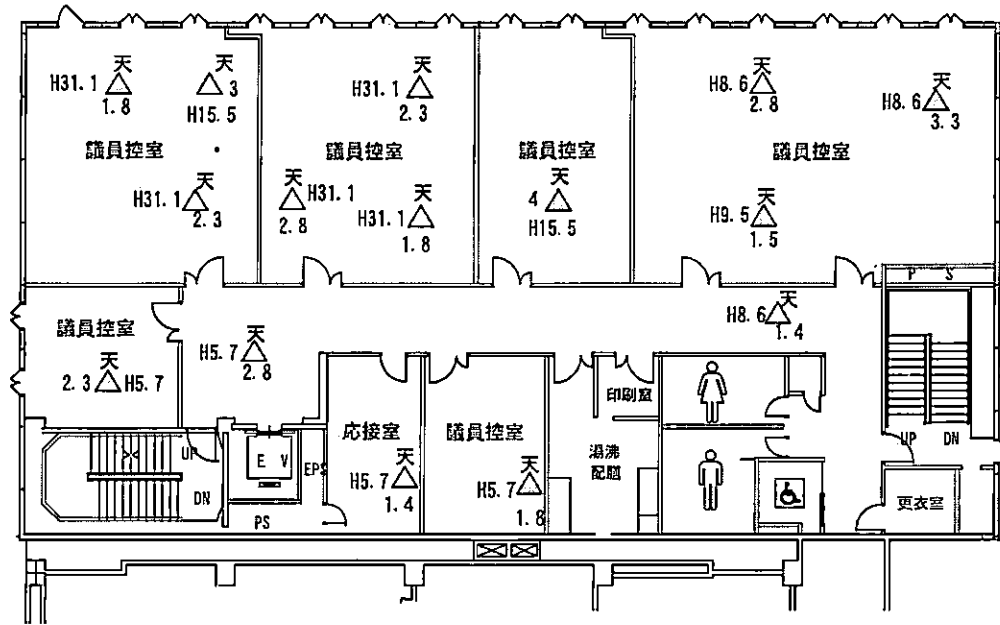 天
H31.1
1.8
天
3
H15.5
議員控室
天
H31.1
2.3
天
H31.1
2.3
議員控室
天
H31.1
2.8
天
H31.1
1.8
議員控室
天
4
H15.5
天
H8.6
2.8
天
H8.6
3.3
議員控室
天
H9.5
1.5
P S
議員控室
天
2.3 H5.7
天
H5.7
2.8
天
H8.6
1.4
印刷室
応接室
天
H5.7
1.4
議員控室
天
H5.7
1.8
湯沸
配膳
UP
DN
E V
EPS
PS
UP DN
更衣室